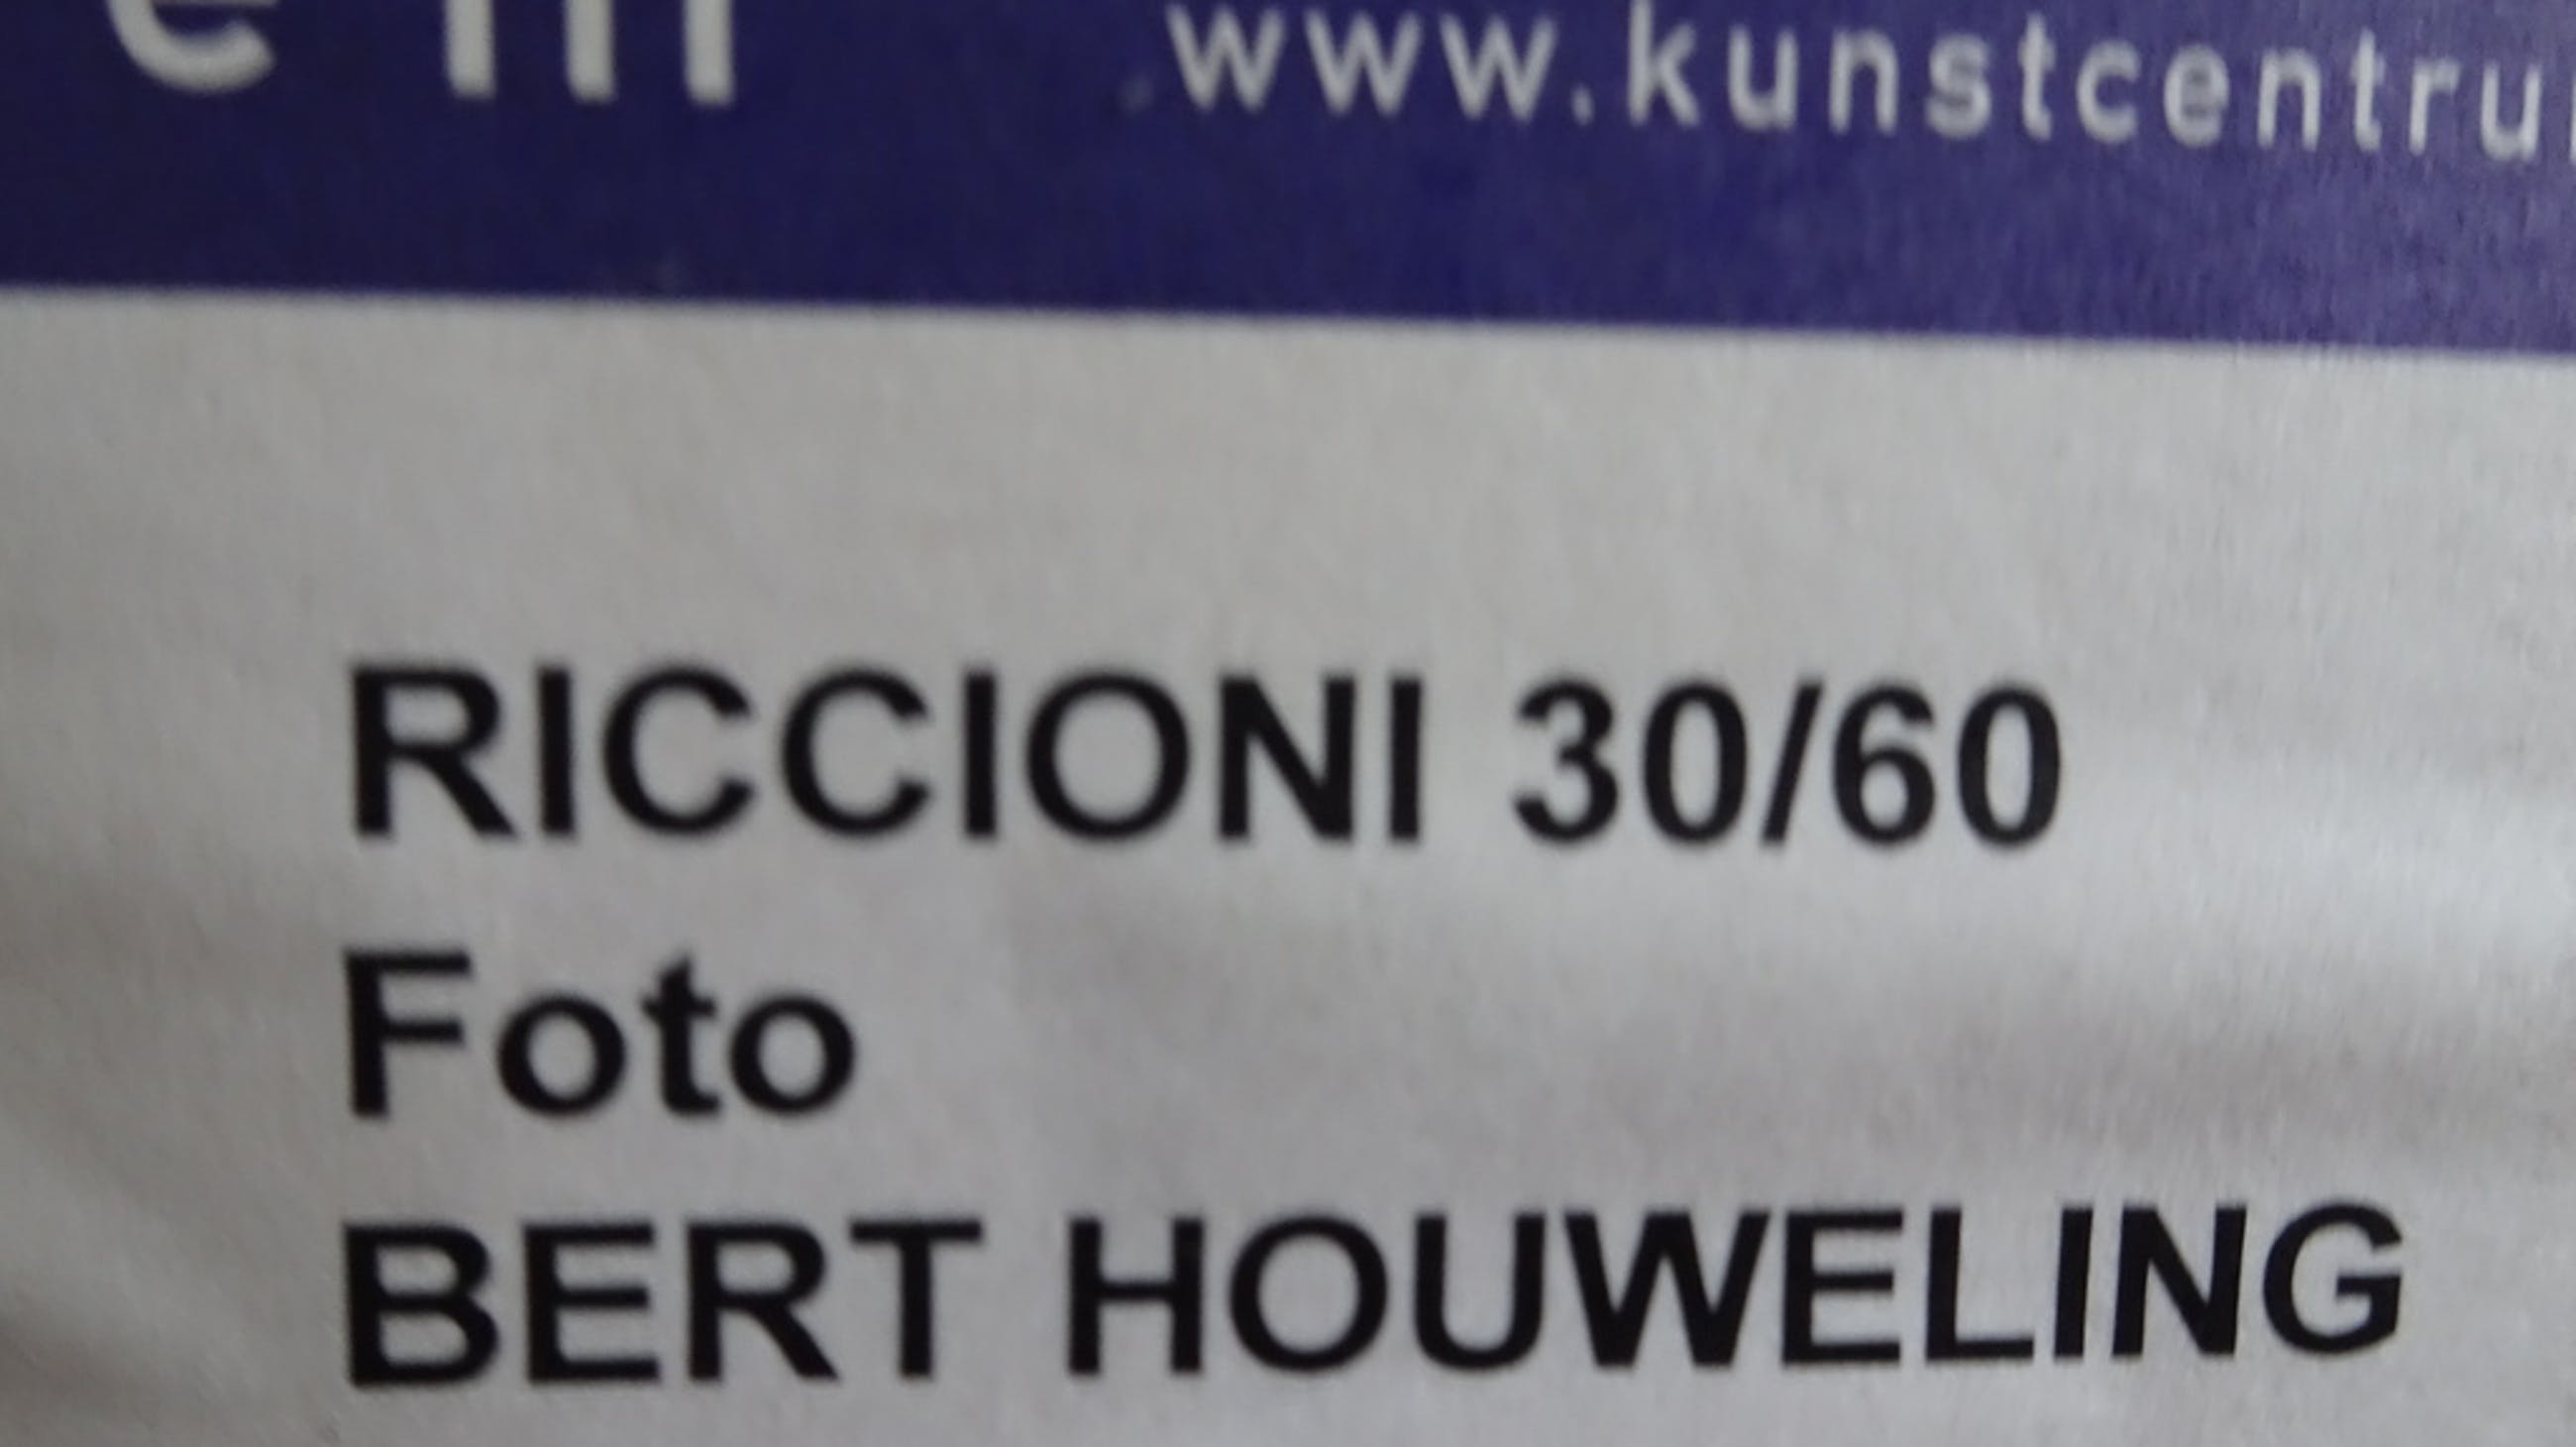 www.kunstcentru
RICCIONI 30/60
Foto
BERT HOUWELING